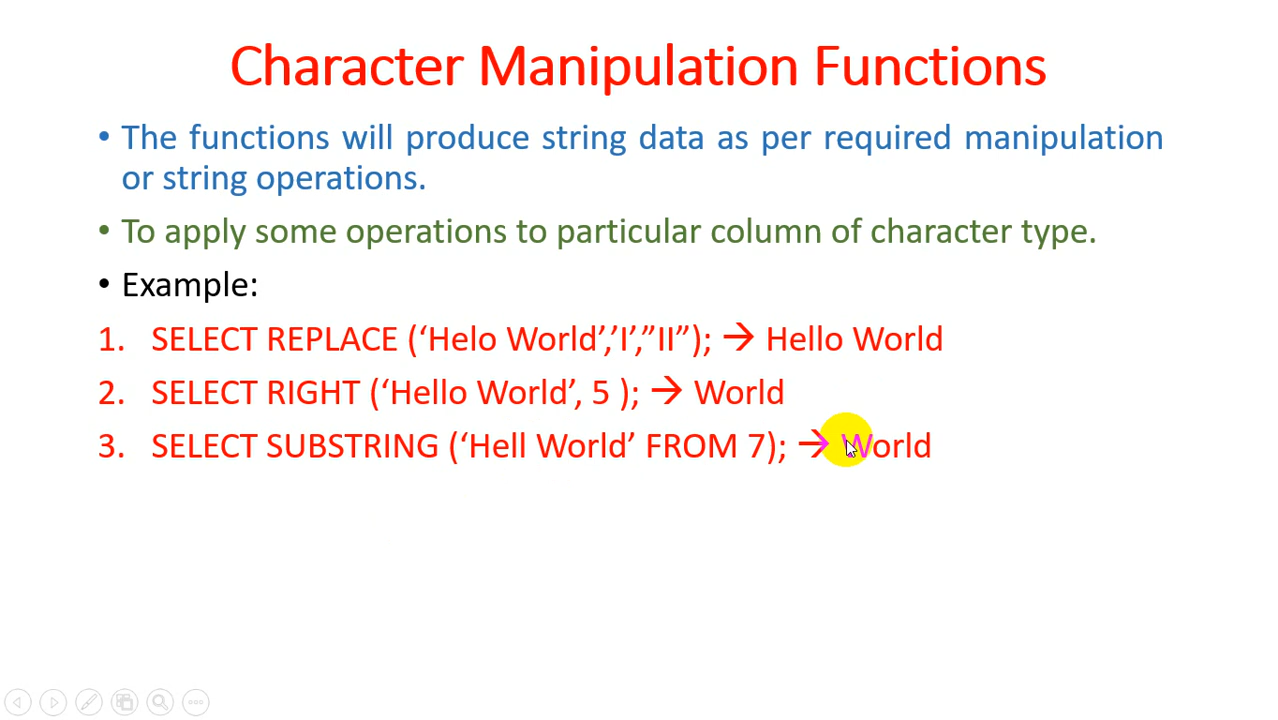 Character Manipulation Functions
• The functions will produce string data as per required manipulation
or string operations.
• To apply some operations to particular column of character type.
• Example:
1. SELECT REPLACE (‘Helo World’,’l’,”ll”); → Hello World
2. SELECT RIGHT (‘Hello World’, 5 ); → World
3. SELECT SUBSTRING (‘Hell World’ FROM 7); → World